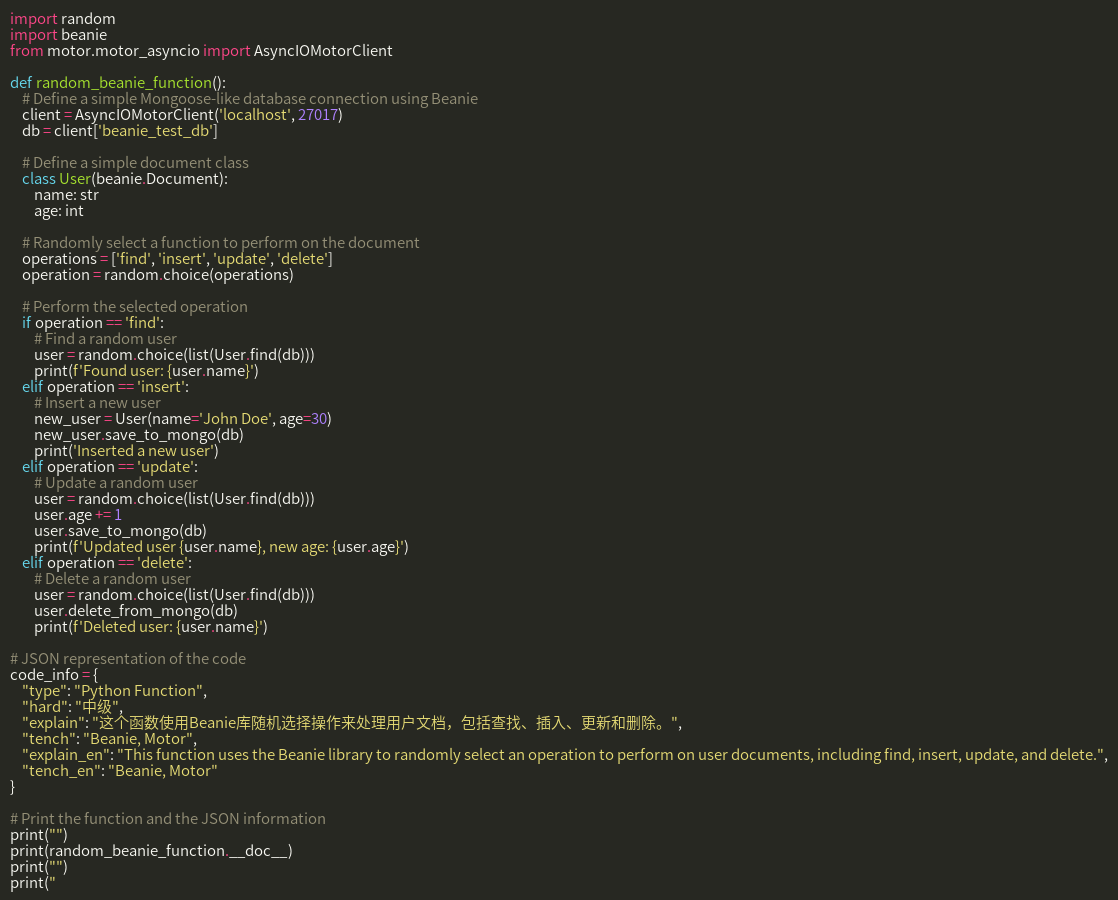 import random
import beanie
from motor.motor_asyncio import AsyncIOMotorClient

def random_beanie_function():
    # Define a simple Mongoose-like database connection using Beanie
    client = AsyncIOMotorClient('localhost', 27017)
    db = client['beanie_test_db']

    # Define a simple document class
    class User(beanie.Document):
        name: str
        age: int

    # Randomly select a function to perform on the document
    operations = ['find', 'insert', 'update', 'delete']
    operation = random.choice(operations)

    # Perform the selected operation
    if operation == 'find':
        # Find a random user
        user = random.choice(list(User.find(db)))
        print(f'Found user: {user.name}')
    elif operation == 'insert':
        # Insert a new user
        new_user = User(name='John Doe', age=30)
        new_user.save_to_mongo(db)
        print('Inserted a new user')
    elif operation == 'update':
        # Update a random user
        user = random.choice(list(User.find(db)))
        user.age += 1
        user.save_to_mongo(db)
        print(f'Updated user {user.name}, new age: {user.age}')
    elif operation == 'delete':
        # Delete a random user
        user = random.choice(list(User.find(db)))
        user.delete_from_mongo(db)
        print(f'Deleted user: {user.name}')

# JSON representation of the code
code_info = {
    "type": "Python Function",
    "hard": "中级",
    "explain": "这个函数使用Beanie库随机选择操作来处理用户文档，包括查找、插入、更新和删除。",
    "tench": "Beanie, Motor",
    "explain_en": "This function uses the Beanie library to randomly select an operation to perform on user documents, including find, insert, update, and delete.",
    "tench_en": "Beanie, Motor"
}

# Print the function and the JSON information
print("")
print(random_beanie_function.__doc__)
print("")
print("